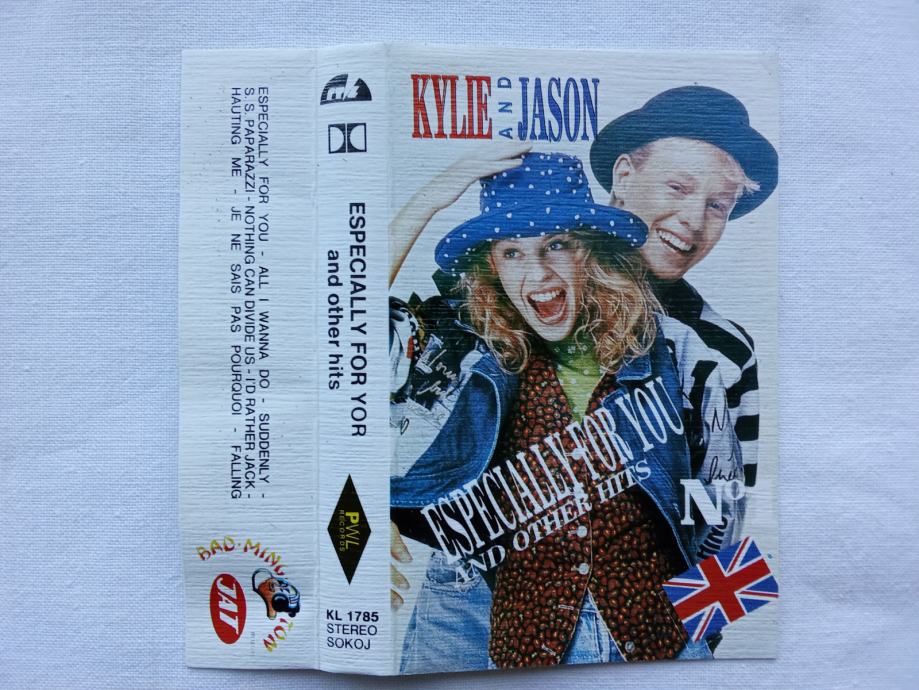 ESPECIALLY FOR YOU - ALL I WANNA DO - SUDDENLY -
S. S. PAPARAZZI - NOTHING CAN DIVIDE US - I'D RATHER JACK -
HAUTING ME - JE NE SAIS PAS POURQUOI - FALLING
BAD-MINGTON
JAT
mk
ESPECIALLY FOR YOR
and other hits
PWL
RECORDS
KL 1785
STEREO
SOKOJ
KYLIE AND JASON
ESPECIALLY FOR YOU
AND OTHER HITS
No